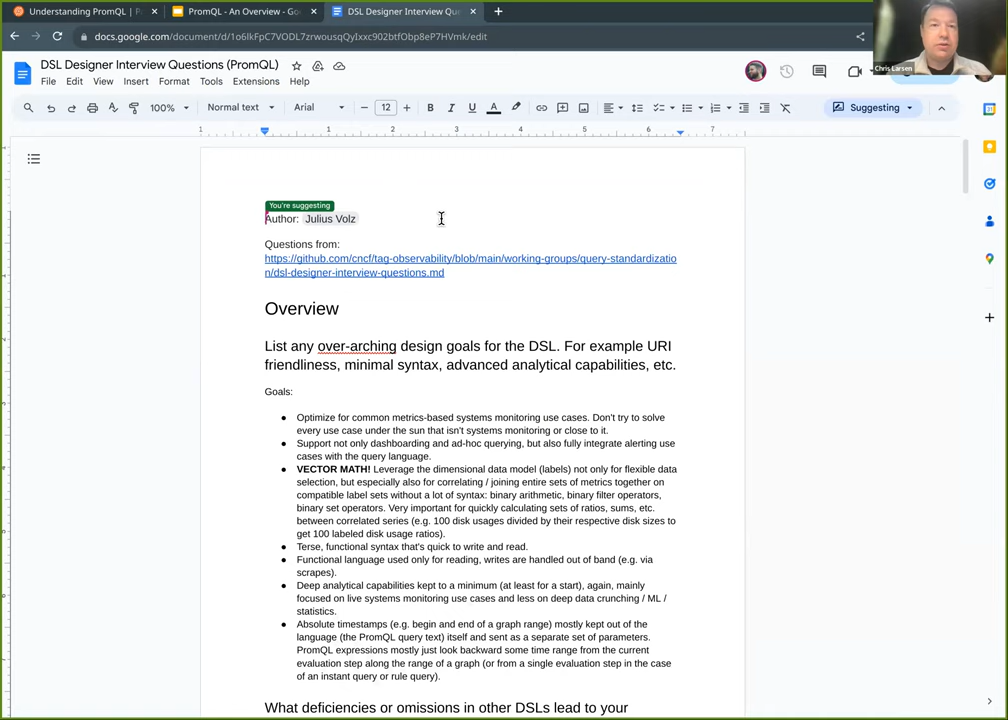 Understanding PromQL | P
PromQL - An Overview - Go
DSL Designer Interview Que
docs.google.com/document/d/1o6lkFpC7VODL7zrwousqQyIxxc902btfObp8eP7HVmk/edit
Chris Larsen
DSL Designer Interview Questions (PromQL)
File Edit View Insert Format Tools Extensions Help
100% Normal text Arial 12 B I U A Suggesting
1 1 2 3 4 5 6 7
You're suggesting
Author: Julius Volz
Questions from:
https://github.com/cncf/tag-observability/blob/main/working-groups/query-standardizatio
n/dsl-designer-interview-questions.md
Overview
List any over-arching design goals for the DSL. For example URI
friendliness, minimal syntax, advanced analytical capabilities, etc.
Goals:
● Optimize for common metrics-based systems monitoring use cases. Don't try to solve
every use case under the sun that isn't systems monitoring or close to it.
● Support not only dashboarding and ad-hoc querying, but also fully integrate alerting use
cases with the query language.
● VECTOR MATH! Leverage the dimensional data model (labels) not only for flexible data
selection, but especially also for correlating / joining entire sets of metrics together on
compatible label sets without a lot of syntax: binary arithmetic, binary filter operators,
binary set operators. Very important for quickly calculating sets of ratios, sums, etc.
between correlated series (e.g. 100 disk usages divided by their respective disk sizes to
get 100 labeled disk usage ratios).
● Terse, functional syntax that's quick to write and read.
● Functional language used only for reading, writes are handled out of band (e.g. via
scrapes).
● Deep analytical capabilities kept to a minimum (at least for a start), again, mainly
focused on live systems monitoring use cases and less on deep data crunching / ML /
statistics.
● Absolute timestamps (e.g. begin and end of a graph range) mostly kept out of the
language (the PromQL query text) itself and sent as a separate set of parameters.
PromQL expressions mostly just look backward some time range from the current
evaluation step along the range of a graph (or from a single evaluation step in the case
of an instant query or rule query).
What deficiencies or omissions in other DSLs lead to your